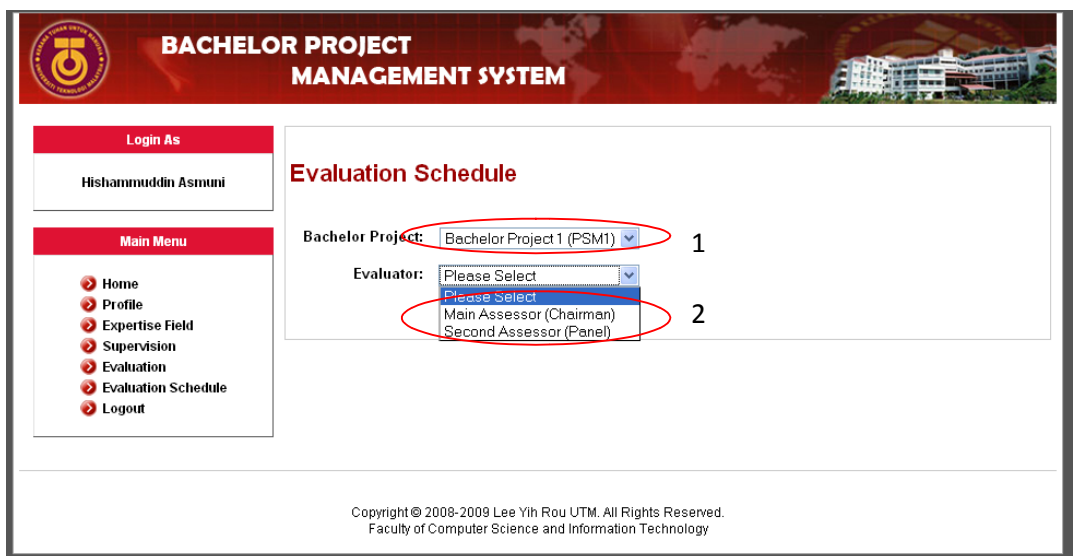 BACHELOR PROJECT
MANAGEMENT SYSTEM
Login As
Hishammuddin Asmuni
Main Menu
Home
Profile
Expertise Field
Supervision
Evaluation
Evaluation Schedule
Logout
Evaluation Schedule
Bachelor Project: Bachelor Project 1 (PSM1) 1
Evaluator: Please Select
Please Select
Main Assessor (Chairman)
Second Assessor (Panel)
2
Copyright © 2008-2009 Lee Yih Rou UTM. All Rights Reserved.
Faculty of Computer Science and Information Technology